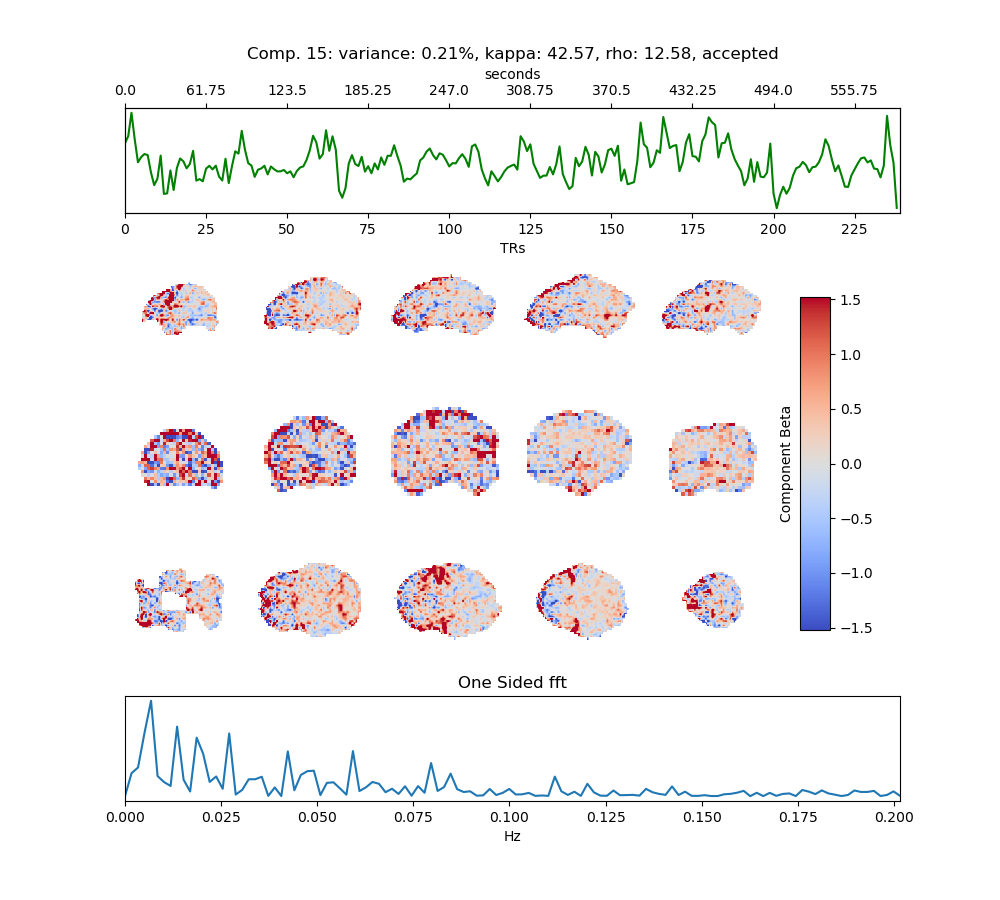 Comp. 15: variance: 0.21%, kappa: 42.57, rho: 12.58, accepted
seconds
0.0 61.75 123.5 185.25 247.0 308.75 370.5 432.25 494.0 555.75
0 25 50 75 100 125 150 175 200 225
TRs
1.5
1.0
0.5
0.0
−0.5
−1.0
−1.5
Component Beta
One Sided fft
0.000 0.025 0.050 0.075 0.100 0.125 0.150 0.175 0.200
Hz